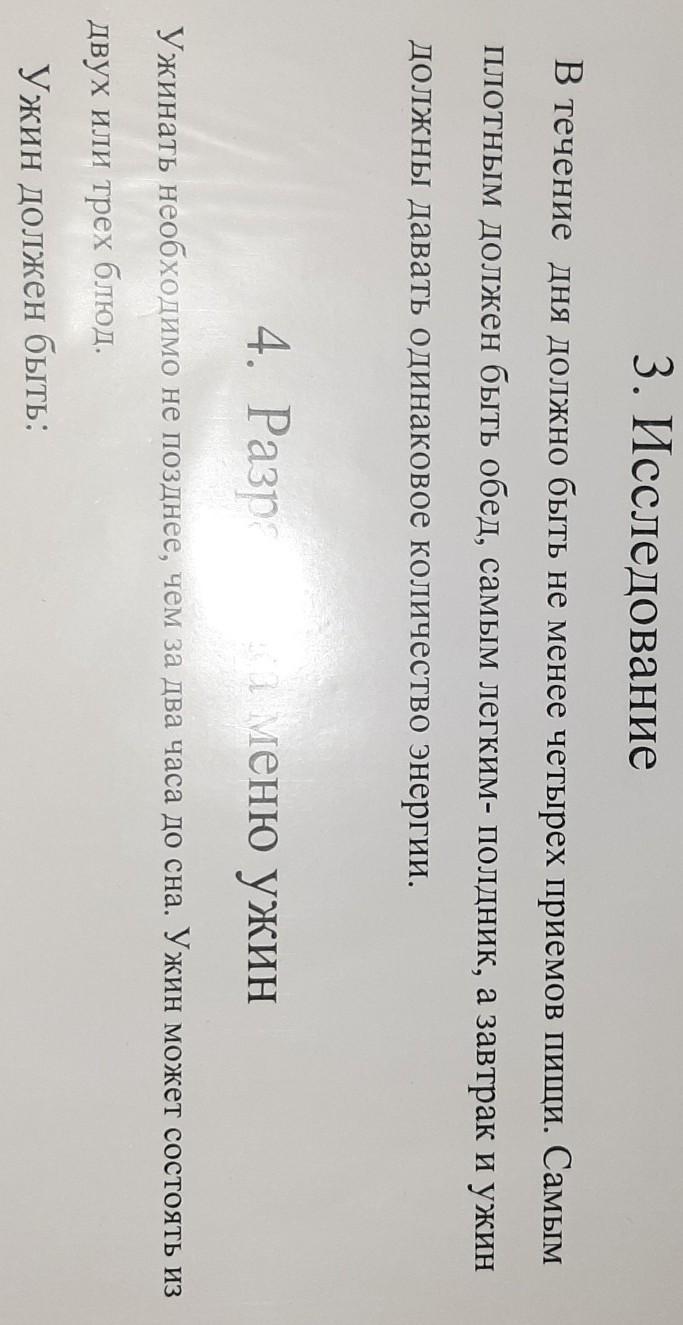 3. Исследование
В течение дня должно быть не менее четырех приемов пищи. Самым
плотным должен быть обед, самым легким- полдник, а завтрак и ужин
должны давать одинаковое количество энергии.
4. меню ужин
Ужинать необходимо не позднее, чем за два часа до сна. Ужин может состоять из
двух или трех блюд.
Ужин должен быть: